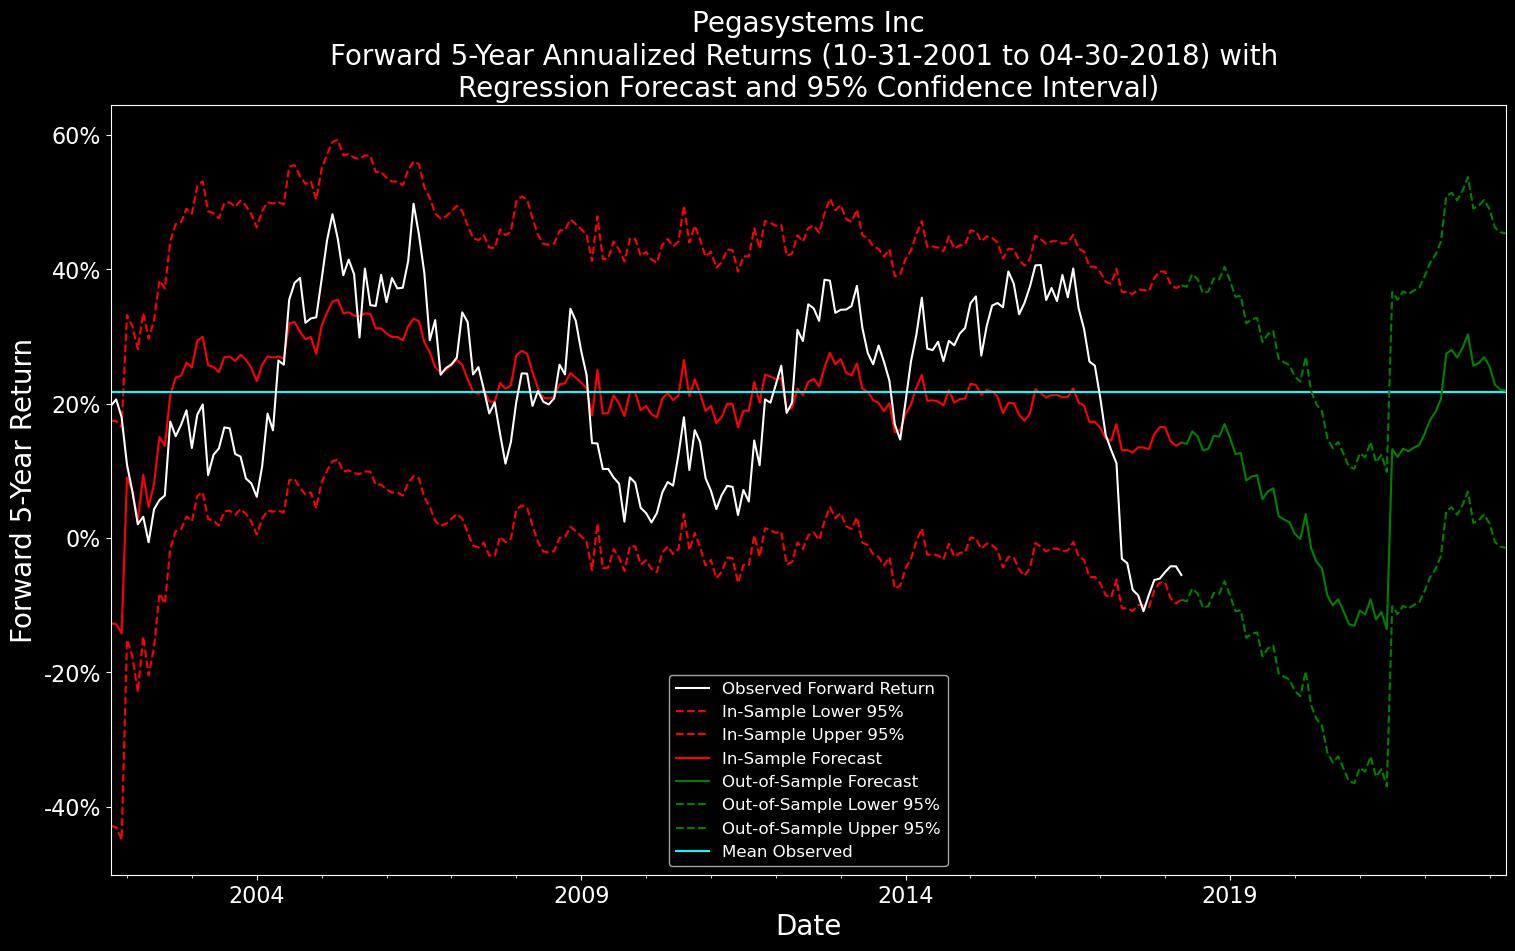 Pegasystems Inc
Forward 5-Year Annualized Returns (10-31-2001 to 04-30-2018) with
Regression Forecast and 95% Confidence Interval)
Forward 5-Year Return
60%
40%
20%
0%
-20%
-40%
Observed Forward Return
In-Sample Lower 95%
In-Sample Upper 95%
In-Sample Forecast
Out-of-Sample Forecast
Out-of-Sample Lower 95%
Out-of-Sample Upper 95%
Mean Observed
2004
2009
2014
2019
Date